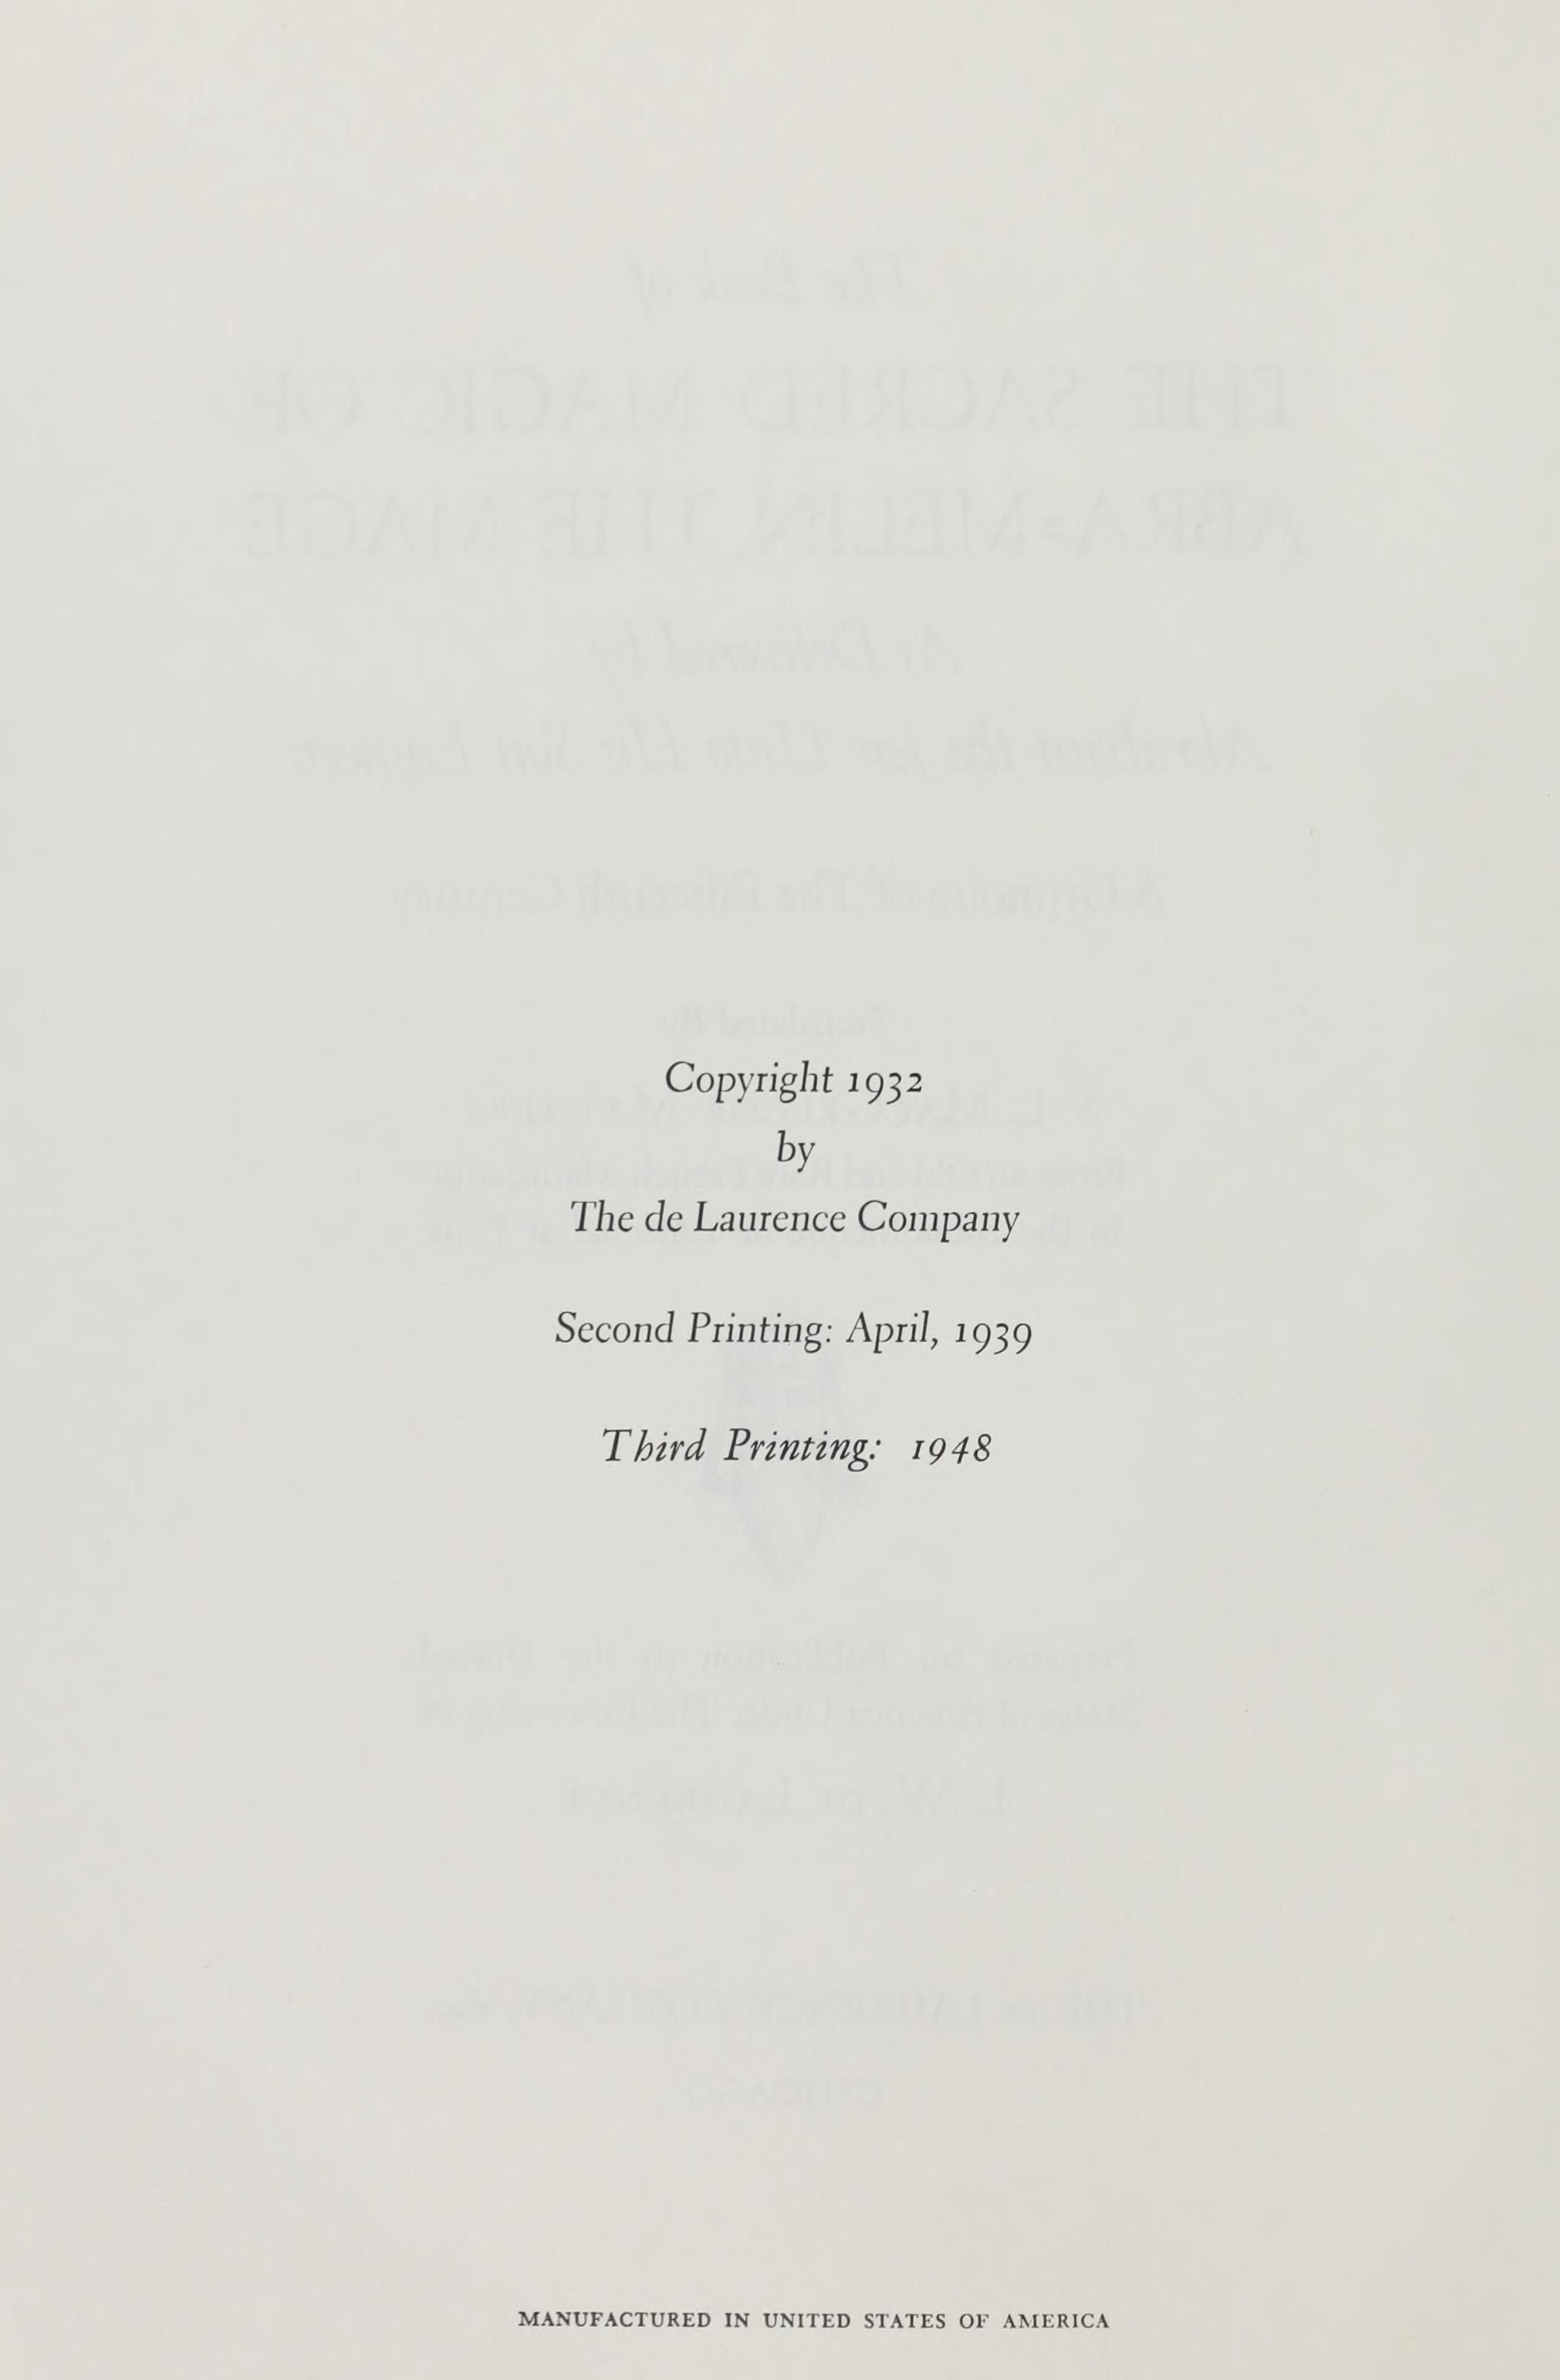 Copyright 1932
by
The de Laurence Company
Second Printing: April, 1939
Third Printing: 1948
MANUFACTURED IN UNITED STATES OF AMERICA